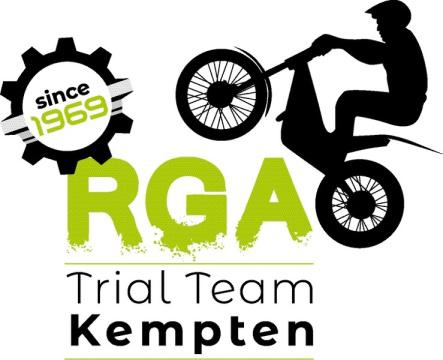 since
1969
RGA
Trial Team
Kempten